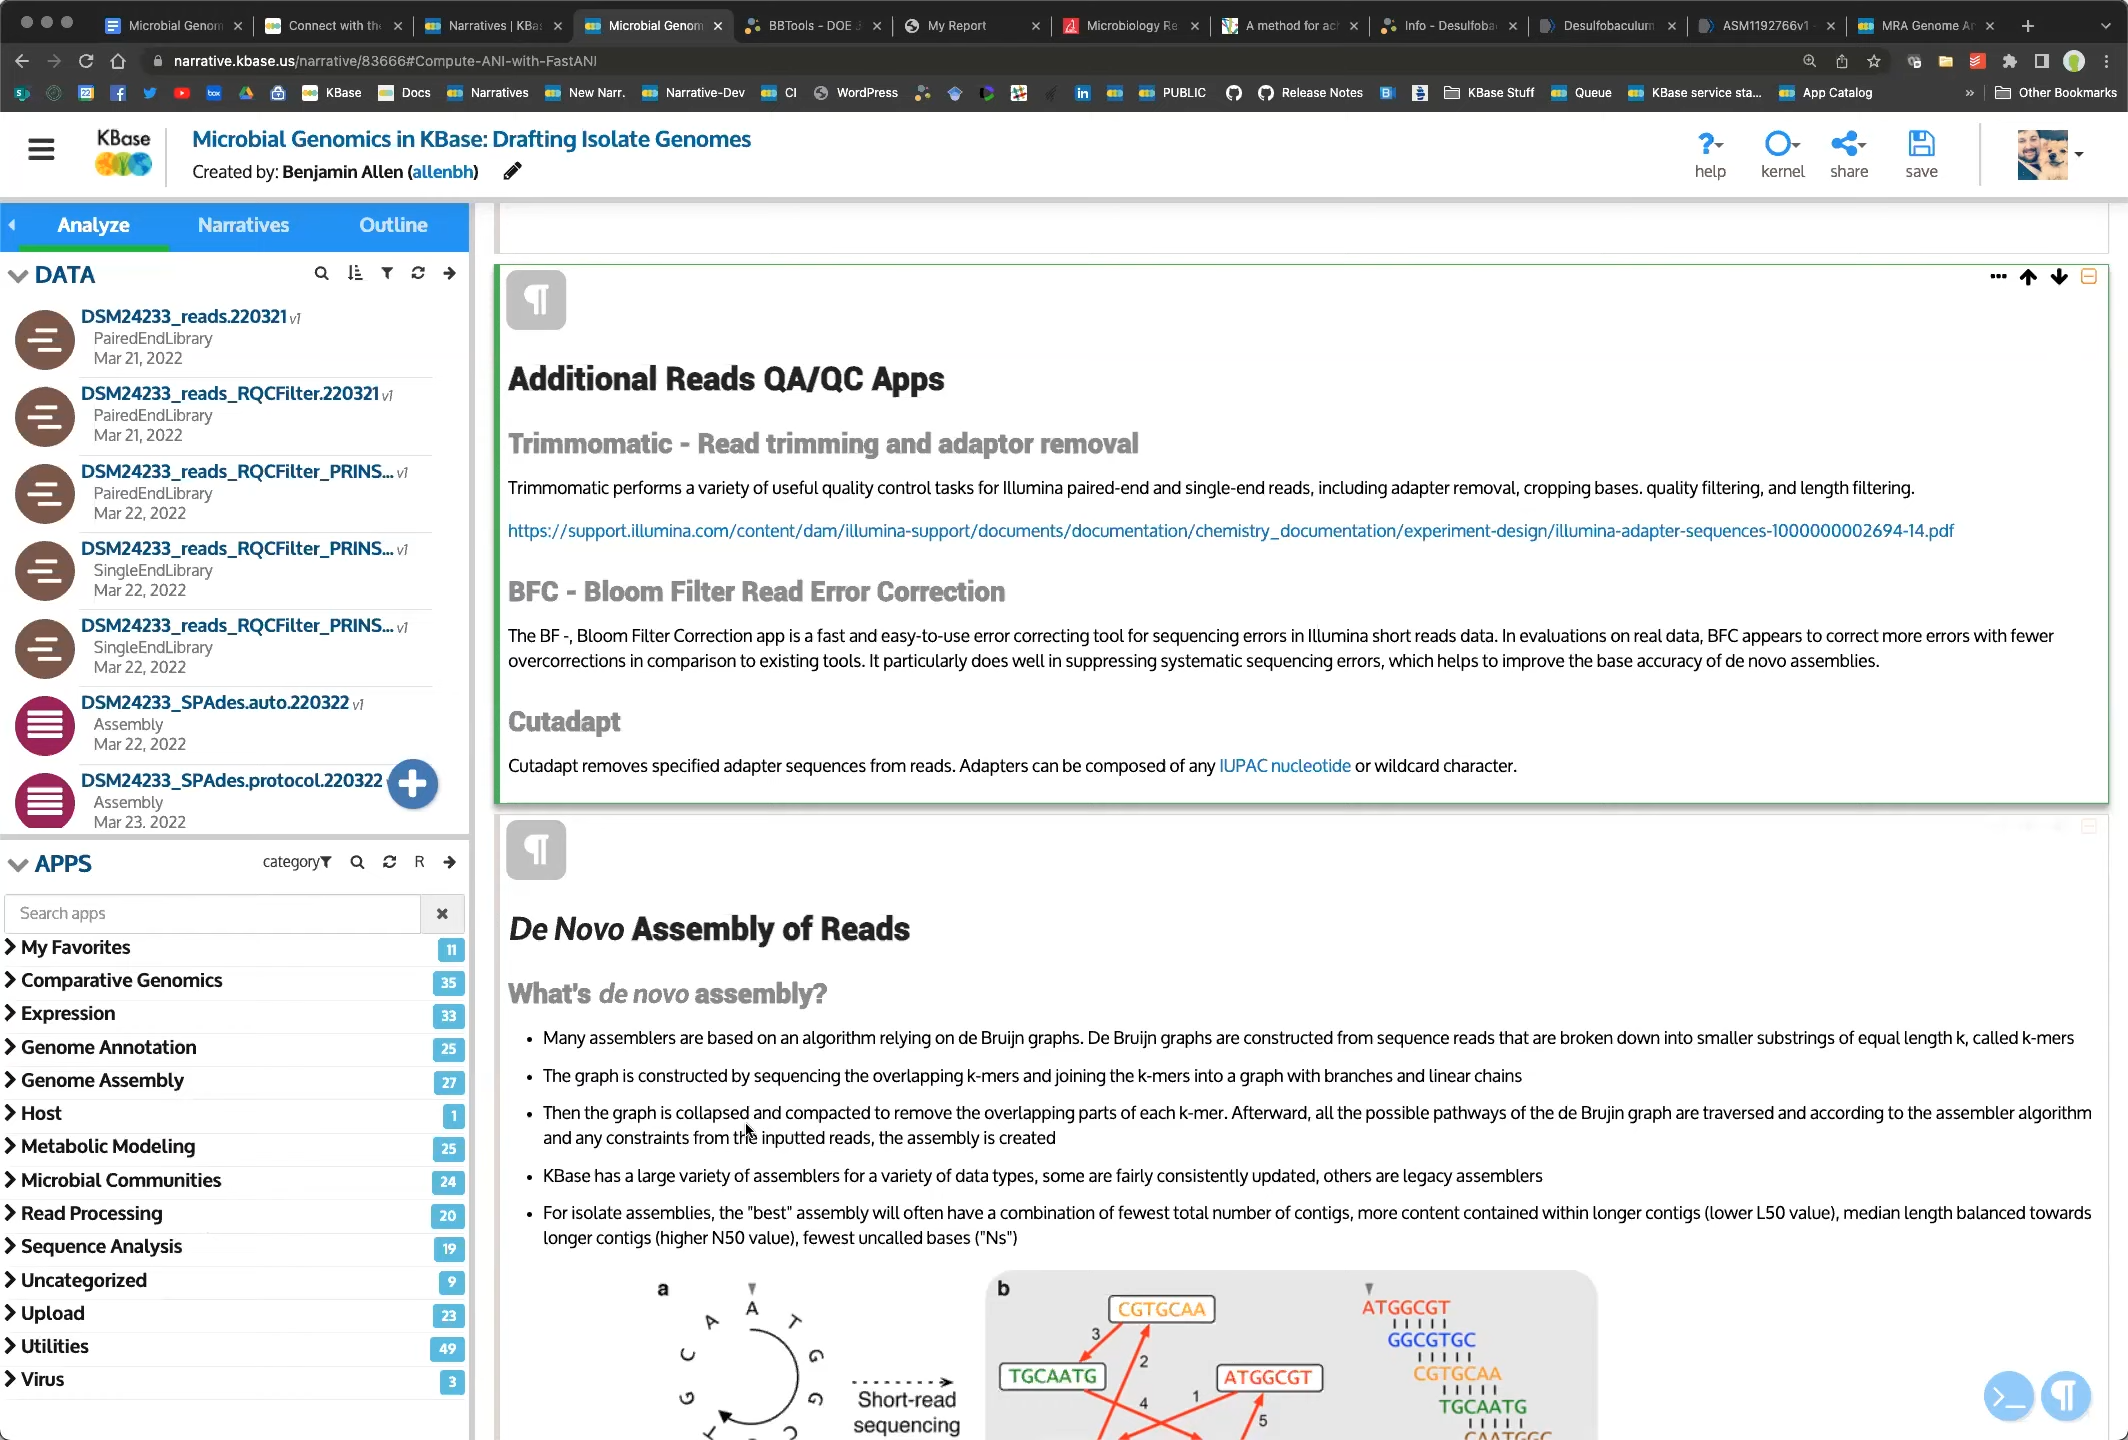 Microbial Genom
Connect with the
Narratives | KBa
Microbial Genom
BBTools - DOE J
My Report
Microbiology Re
A method for ac
Info - Desulfoba
Desulfobaculum
ASM1192766v1 -
MRA Genome A
narrative.kbase.us/narrative/83666#Compute-ANI-with-FastANI
KBase
Docs
Narratives
New Narr.
Narrative-Dev
CI
WordPress
PUBLIC
Release Notes
KBase Stuff
Queue
KBase service sta...
App Catalog
»
Other Bookmarks
KBase
Microbial Genomics in KBase: Drafting Isolate Genomes
Created by: Benjamin Allen (allenbh)
help
kernel
share
save
Analyze
Narratives
Outline
DATA
DSM24233_reads.220321 v1
PairedEndLibrary
Mar 21, 2022
DSM24233_reads_RQCFilter.220321 v1
PairedEndLibrary
Mar 21, 2022
DSM24233_reads_RQCFilter_PRINS... v1
PairedEndLibrary
Mar 22, 2022
DSM24233_reads_RQCFilter_PRINS... v1
SingleEndLibrary
Mar 22, 2022
DSM24233_reads_RQCFilter_PRINS... v1
SingleEndLibrary
Mar 22, 2022
DSM24233_SPAdes.auto.220322 v1
Assembly
Mar 22, 2022
DSM24233_SPAdes.protocol.220322
Assembly
Mar 23, 2022
APPS
category
R
Search apps
My Favorites 11
Comparative Genomics 35
Expression 33
Genome Annotation 25
Genome Assembly 27
Host 1
Metabolic Modeling 25
Microbial Communities 24
Read Processing 20
Sequence Analysis 19
Uncategorized 9
Upload 23
Utilities 49
Virus 3
Additional Reads QA/QC Apps
Trimmomatic - Read trimming and adaptor removal
Trimmomatic performs a variety of useful quality control tasks for Illumina paired-end and single-end reads, including adapter removal, cropping bases. quality filtering, and length filtering.
https://support.illumina.com/content/dam/illumina-support/documents/documentation/chemistry_documentation/experiment-design/illumina-adapter-sequences-1000000002694-14.pdf
BFC - Bloom Filter Read Error Correction
The BF -, Bloom Filter Correction app is a fast and easy-to-use error correcting tool for sequencing errors in Illumina short reads data. In evaluations on real data, BFC appears to correct more errors with fewer
overcorrections in comparison to existing tools. It particularly does well in suppressing systematic sequencing errors, which helps to improve the base accuracy of de novo assemblies.
Cutadapt
Cutadapt removes specified adapter sequences from reads. Adapters can be composed of any IUPAC nucleotide or wildcard character.
De Novo Assembly of Reads
What's de novo assembly?
• Many assemblers are based on an algorithm relying on de Bruijn graphs. De Bruijn graphs are constructed from sequence reads that are broken down into smaller substrings of equal length k, called k-mers
• The graph is constructed by sequencing the overlapping k-mers and joining the k-mers into a graph with branches and linear chains
• Then the graph is collapsed and compacted to remove the overlapping parts of each k-mer. Afterward, all the possible pathways of the de Brujin graph are traversed and according to the assembler algorithm
and any constraints from the inputted reads, the assembly is created
• KBase has a large variety of assemblers for a variety of data types, some are fairly consistently updated, others are legacy assemblers
• For isolate assemblies, the "best" assembly will often have a combination of fewest total number of contigs, more content contained within longer contigs (lower L50 value), median length balanced towards
longer contigs (higher N50 value), fewest uncalled bases ("Ns")
a
A T G G C
G C A
Short-read
sequencing
b
CGTGCAA
TGCAATG
ATGGCGT
3
2
4
1
5
ATGGCGT
GGCGTGC
CGTGCAA
TGCAATG
CAATGGC